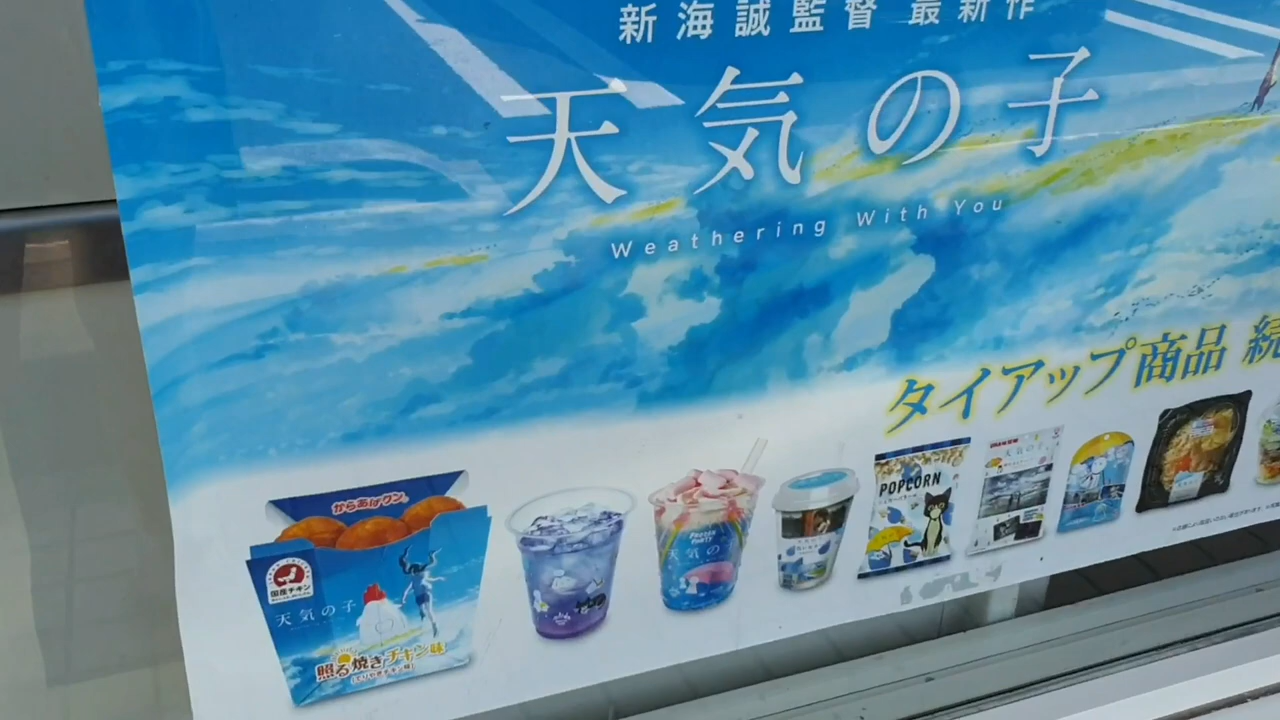 新海誠監督 最新作
天気の子
Weathering With You
タイアップ商品 続
からあげクン
国産チキン
天気の子
照る焼きチキン味
天気の
POPCORN
天気の子